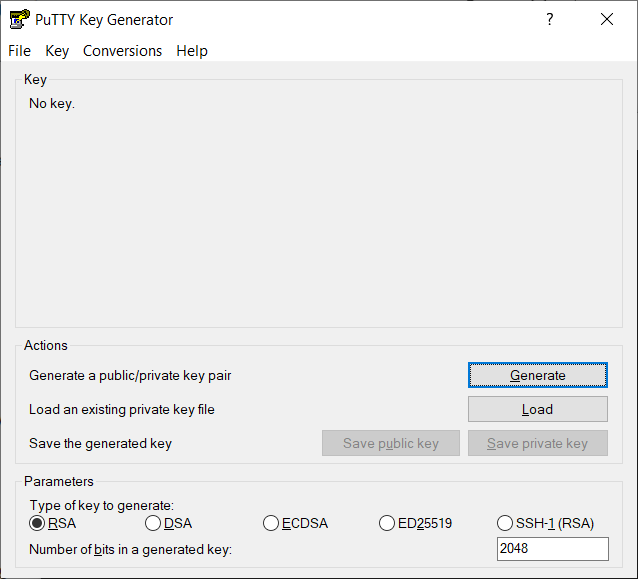 PuTTY Key Generator ?
File Key Conversions Help
Key
No key.
Actions
Generate a public/private key pair Generate
Load an existing private key file Load
Save the generated key Save public key Save private key
Parameters
Type of key to generate:
RSA DSA ECDSA ED25519 SSH-1 (RSA)
Number of bits in a generated key: 2048